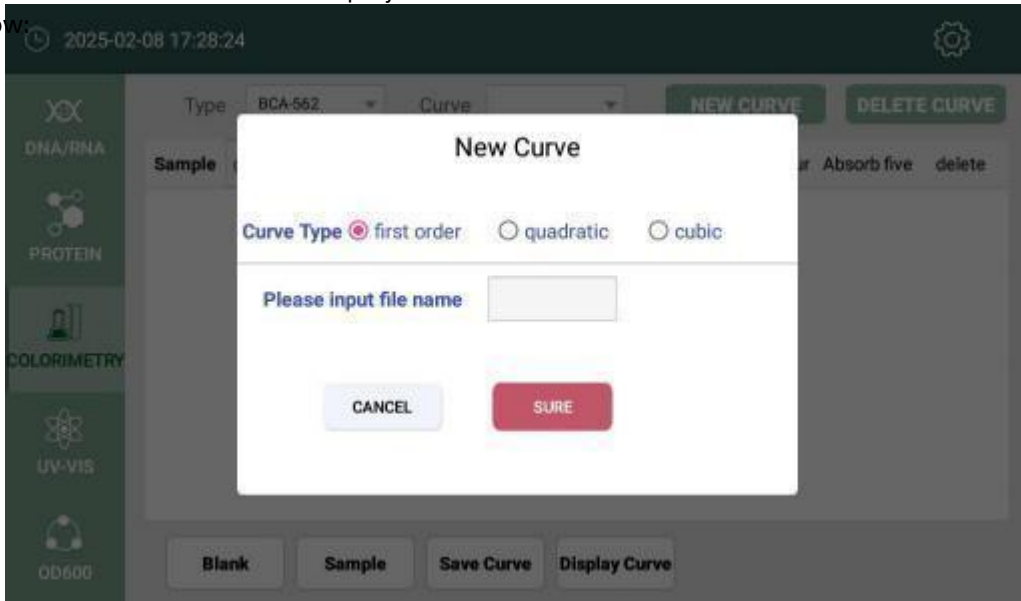 ow:
2025-02-08 17:28:24
Type BCA-562 Curve NEW CURVE DELETE CURVE
DNA/RNA
Sample Absorb five delete
New Curve
PROTEIN
Curve Type first order quadratic cubic
Please input file name
COLORIMETRY
CANCEL SURE
UV-VIS
OD600
Blank Sample Save Curve Display Curve